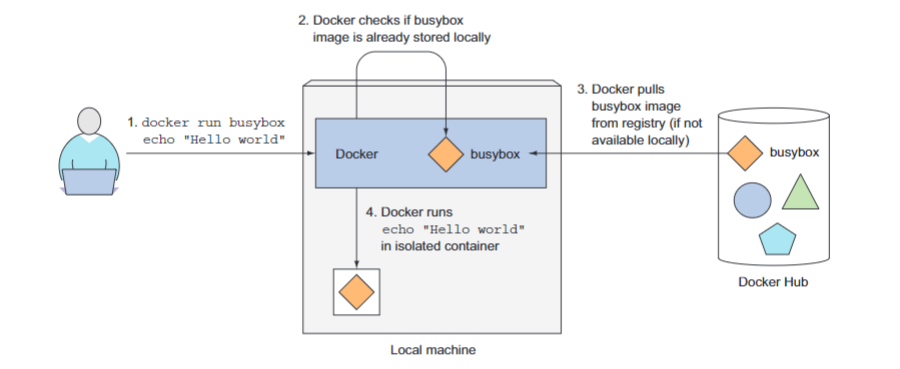 2. Docker checks if busybox
image is already stored locally
1. docker run busybox
echo "Hello world"
3. Docker pulls
busybox image
from registry (if not
available locally)
Docker
busybox
busybox
4. Docker runs
echo "Hello world"
in isolated container
Docker Hub
Local machine